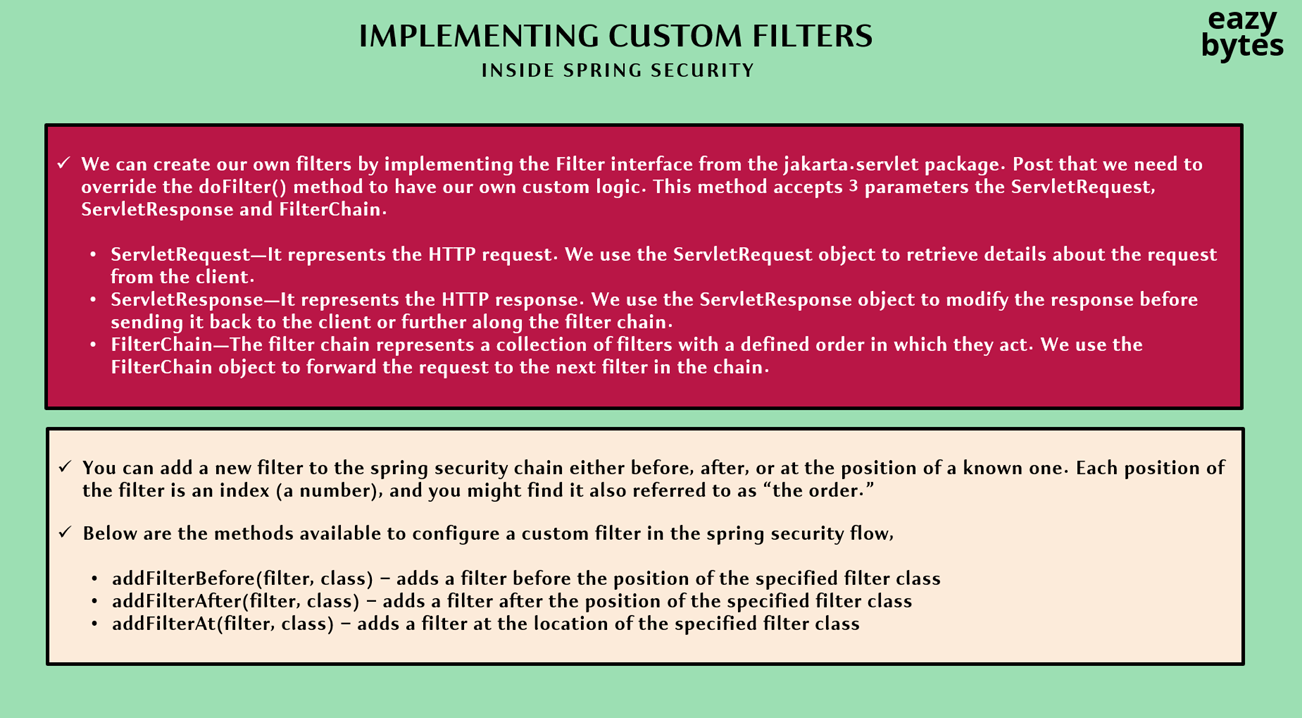 IMPLEMENTING CUSTOM FILTERS
INSIDE SPRING SECURITY
eazy
bytes
✓ We can create our own filters by implementing the Filter interface from the jakarta.servlet package. Post that we need to
override the doFilter() method to have our own custom logic. This method accepts 3 parameters the ServletRequest,
ServletResponse and FilterChain.
• ServletRequest—It represents the HTTP request. We use the ServletRequest object to retrieve details about the request
from the client.
• ServletResponse—It represents the HTTP response. We use the ServletResponse object to modify the response before
sending it back to the client or further along the filter chain.
• FilterChain—The filter chain represents a collection of filters with a defined order in which they act. We use the
FilterChain object to forward the request to the next filter in the chain.
✓ You can add a new filter to the spring security chain either before, after, or at the position of a known one. Each position of
the filter is an index (a number), and you might find it also referred to as “the order.”
✓ Below are the methods available to configure a custom filter in the spring security flow,
• addFilterBefore(filter, class) – adds a filter before the position of the specified filter class
• addFilterAfter(filter, class) – adds a filter after the position of the specified filter class
• addFilterAt(filter, class) – adds a filter at the location of the specified filter class